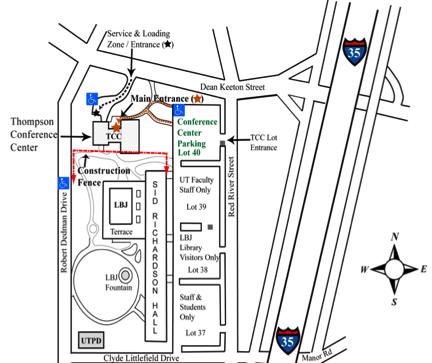 Service & Loading
Zone / Entrance (★)
35
Dean Keeton Street
Main Entrance (★)
Thompson
Conference
Center
TCC
Conference
Center
Parking
Lot 40
TCC Lot
Entrance
Construction
Fence
UT Faculty
Staff Only
Lot 39
LBJ
Terrace
SID RICHARDSON HALL
Red River Street
Robert Dedman Drive
LBJ
Library
Visitors Only
Lot 38
LBJ
Fountain
Staff &
Students
Only
Lot 37
N
W
E
S
35
UTPD
Clyde Littlefield Drive
Manor Rd